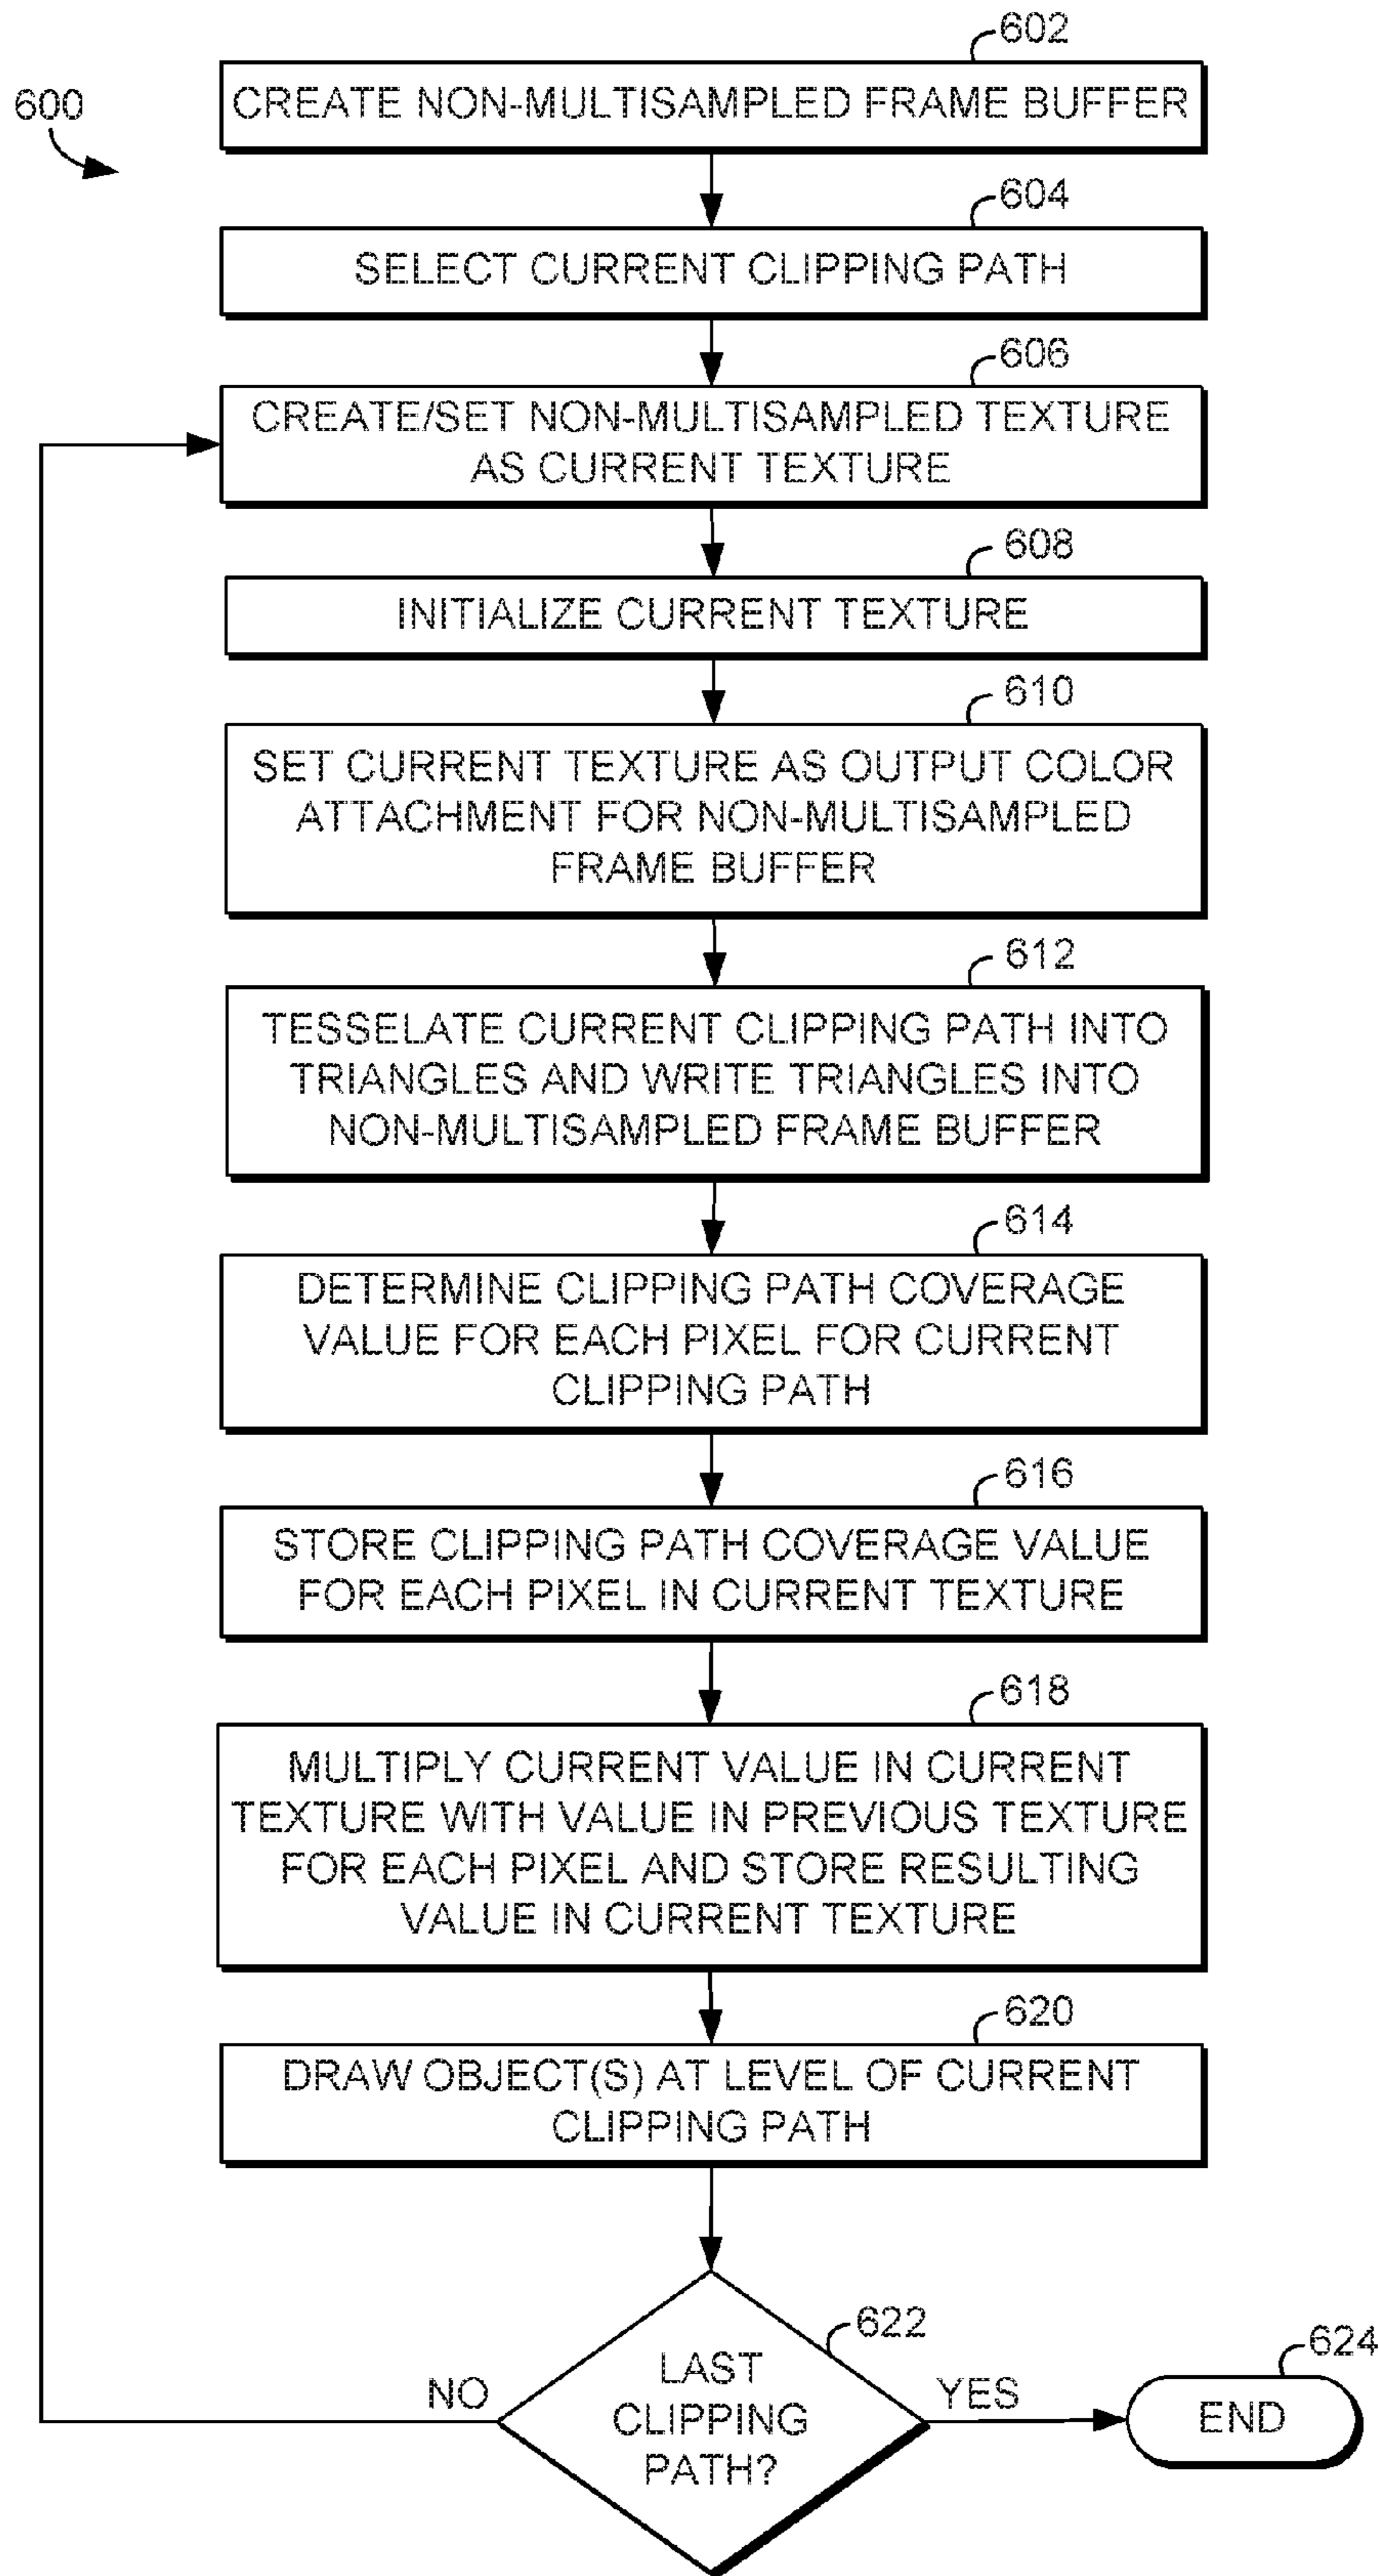 600
602
CREATE NON-MULTISAMPLED FRAME BUFFER
604
SELECT CURRENT CLIPPING PATH
606
CREATE/SET NON-MULTISAMPLED TEXTURE
AS CURRENT TEXTURE
608
INITIALIZE CURRENT TEXTURE
610
SET CURRENT TEXTURE AS OUTPUT COLOR
ATTACHMENT FOR NON-MULTISAMPLED
FRAME BUFFER
612
TESSELATE CURRENT CLIPPING PATH INTO
TRIANGLES AND WRITE TRIANGLES INTO
NON-MULTISAMPLED FRAME BUFFER
614
DETERMINE CLIPPING PATH COVERAGE
VALUE FOR EACH PIXEL FOR CURRENT
CLIPPING PATH
616
STORE CLIPPING PATH COVERAGE VALUE
FOR EACH PIXEL IN CURRENT TEXTURE
618
MULTIPLY CURRENT VALUE IN CURRENT
TEXTURE WITH VALUE IN PREVIOUS TEXTURE
FOR EACH PIXEL AND STORE RESULTING
VALUE IN CURRENT TEXTURE
620
DRAW OBJECT(S) AT LEVEL OF CURRENT
CLIPPING PATH
622
LAST
CLIPPING
PATH?
NO
YES
624
END